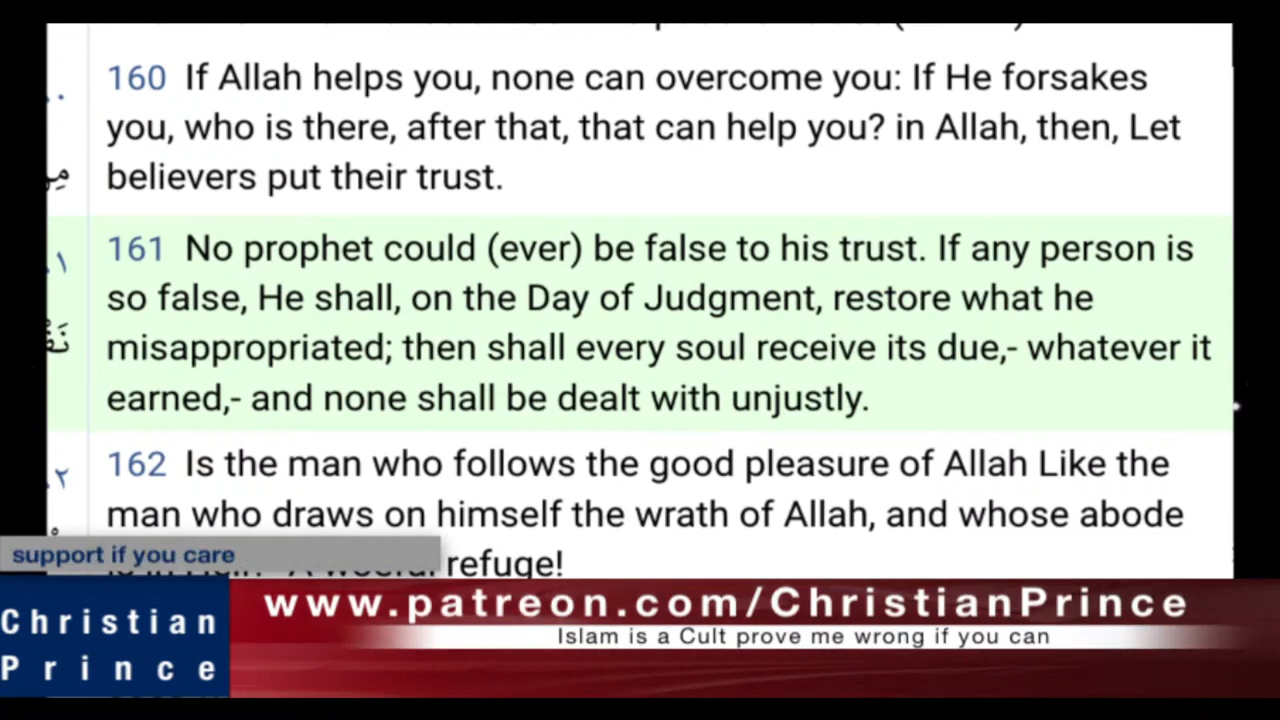 160 If Allah helps you, none can overcome you: If He forsakes
you, who is there, after that, that can help you? in Allah, then, Let
believers put their trust.
161 No prophet could (ever) be false to his trust. If any person is
so false, He shall, on the Day of Judgment, restore what he
misappropriated; then shall every soul receive its due,- whatever it
earned,- and none shall be dealt with unjustly.
162 Is the man who follows the good pleasure of Allah Like the
man who draws on himself the wrath of Allah, and whose abode
refuge!
support if you care
Christian
Prince
www.patreon.com/ChristianPrince
Islam is a Cult prove me wrong if you can